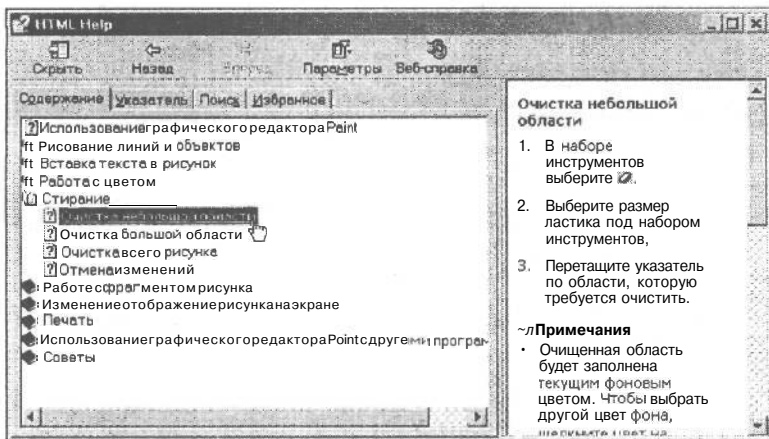 HTML Help
Скрыть Назад Вперед Параметры Веб-справка
Содержание Указатель Поиск Избранное
Использование графического редактора Paint
Рисование линий и объектов
Вставка текста в рисунок
Работа с цветом
Стирание
Очистка небольшой области
Очистка большой области
Очистка всего рисунка
Отмена изменений
Работа с фрагментом рисунка
Изменение отображения рисунка на экране
Печать
Использование графического редактора Paint с другими програм
Советы
Очистка небольшой
области
1. В наборе
инструментов
выберите
2. Выберите размер
ластика под набором
инструментов,
3. Перетащите указатель
по области, которую
требуется очистить.
Примечания
• Очищенная область
будет заполнена
текущим фоновым
цветом. Чтобы выбрать
другой цвет фона,
щелкните цвет на